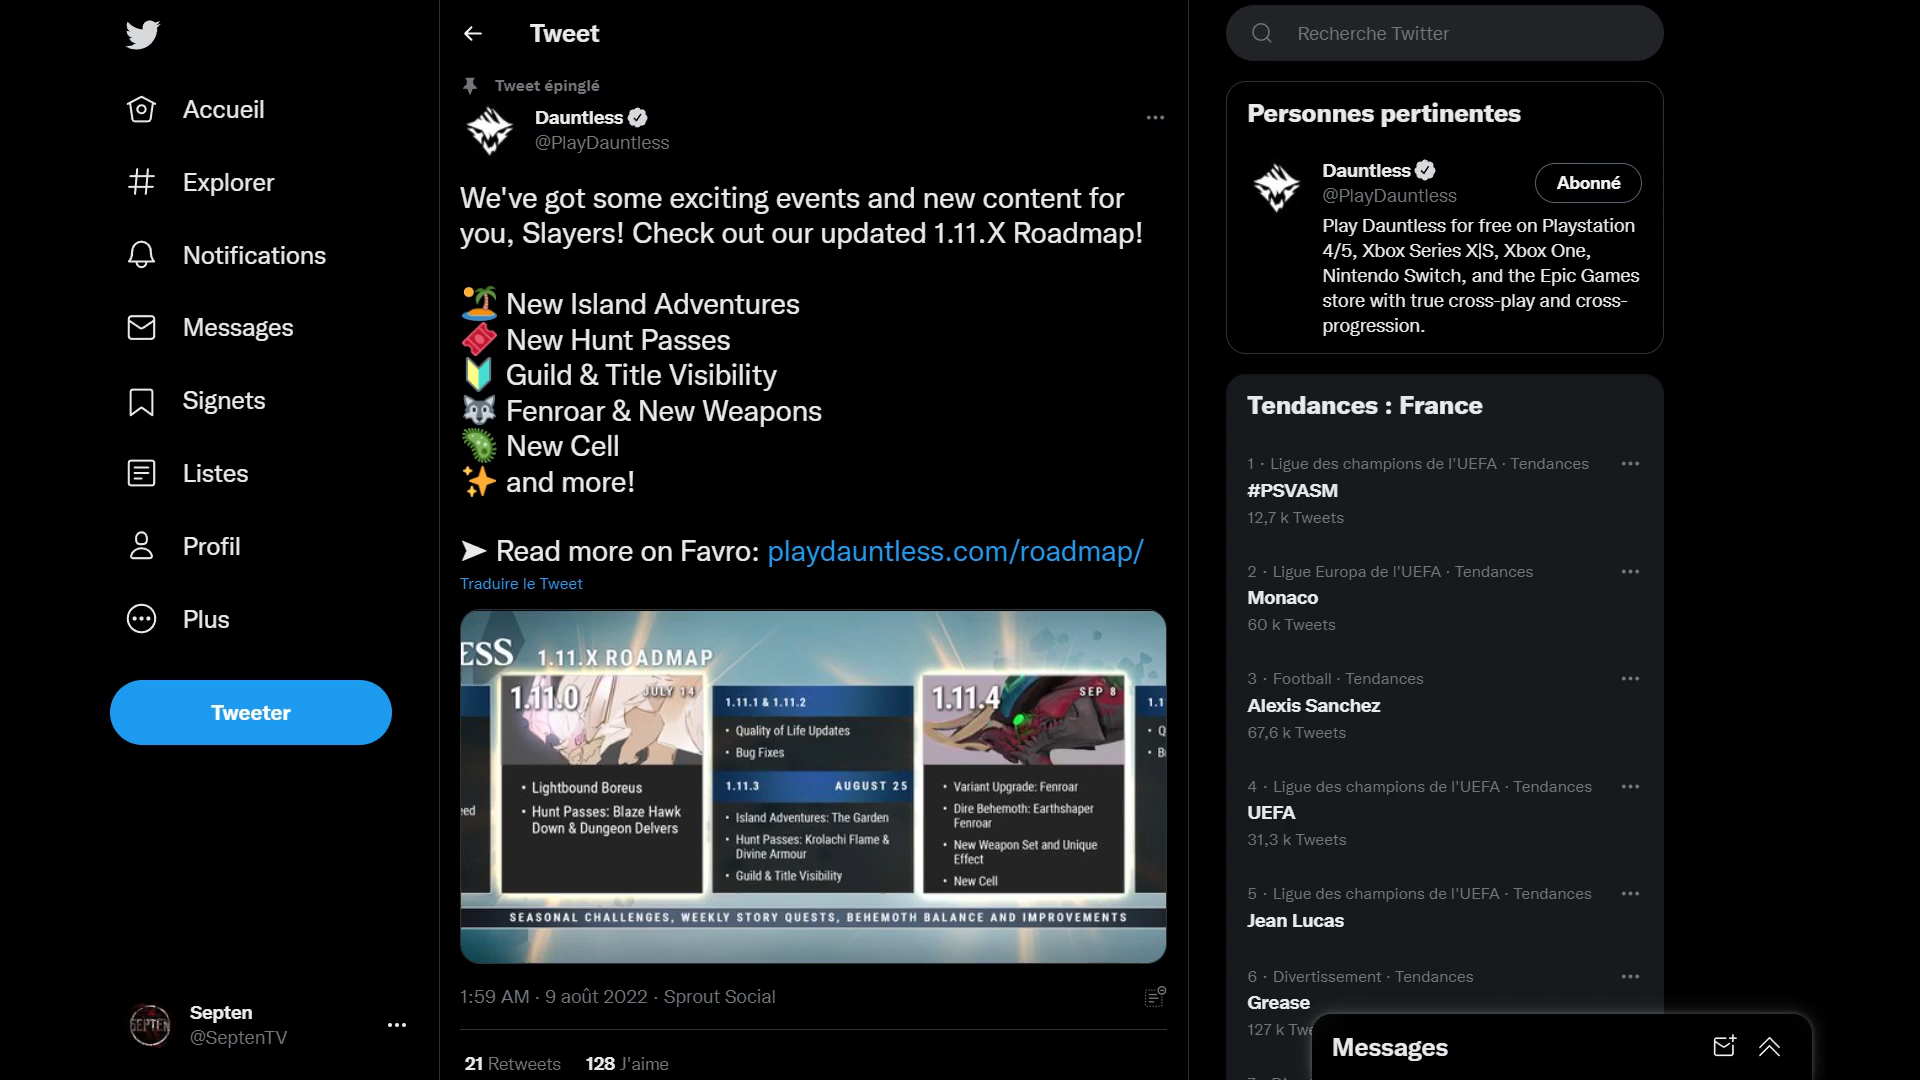 Accueil
Explorer
Notifications
Messages
Signets
Listes
Profil
Plus
Tweeter
SEPTEN
Septen
@SeptenTV
Tweet
Tweet épinglé
Dauntless
@PlayDauntless
We've got some exciting events and new content for
you, Slayers! Check out our updated 1.11.X Roadmap!
New Island Adventures
New Hunt Passes
Guild & Title Visibility
Fenroar & New Weapons
New Cell
and more!
➤ Read more on Favro: playdauntless.com/roadmap/
Traduire le Tweet
ESS 1.11.X ROADMAP
1.11.0 JULY 14
• Lightbound Boreus
• Hunt Passes: Blaze Hawk
Down & Dungeon Delvers
1.11.1 & 1.11.2
• Quality of Life Updates
• Bug Fixes
1.11.3 AUGUST 25
• Island Adventures: The Garden
• Hunt Passes: Krolachi Flame &
Divine Armour
• Guild & Title Visibility
1.11.4 SEP 8
• Variant Upgrade: Fenroar
• Dire Behemoth: Earthshaper
Fenroar
• New Weapon Set and Unique
Effect
• New Cell
SEASONAL CHALLENGES, WEEKLY STORY QUESTS, BEHEMOTH BALANCE AND IMPROVEMENTS
1:59 AM · 9 août 2022 · Sprout Social
21 Retweets 128 J'aime
Recherche Twitter
Personnes pertinentes
Dauntless
@PlayDauntless
Abonné
Play Dauntless for free on Playstation
4/5, Xbox Series X|S, Xbox One,
Nintendo Switch, and the Epic Games
store with true cross-play and cross-
progression.
Tendances : France
1 · Ligue des champions de l'UEFA · Tendances
#PSVASM
12,7 k Tweets
2 · Ligue Europa de l'UEFA · Tendances
Monaco
60 k Tweets
3 · Football · Tendances
Alexis Sanchez
67,6 k Tweets
4 · Ligue des champions de l'UEFA · Tendances
UEFA
31,3 k Tweets
5 · Ligue des champions de l'UEFA · Tendances
Jean Lucas
6 · Divertissement · Tendances
Grease
127 k Twe
Messages